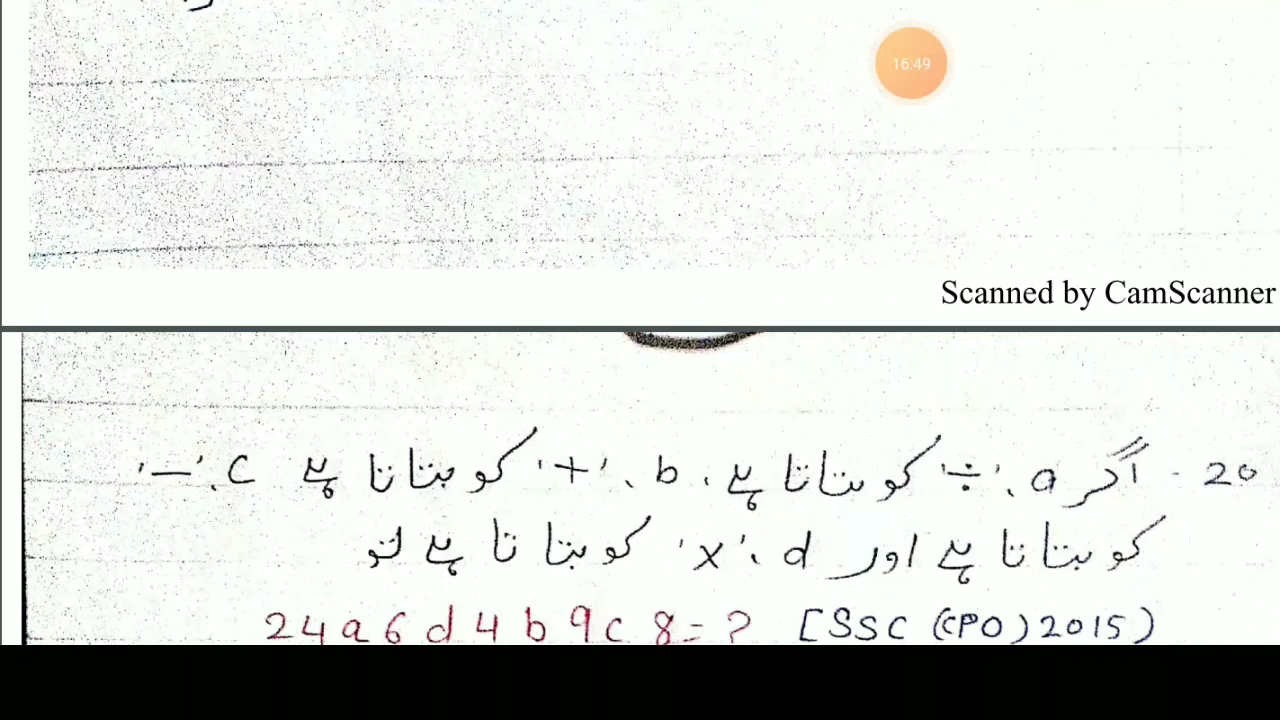 16:49
Scanned by CamScanner
20 - اگر a، '÷' کو بتاتا ہے، b، '+' کو بتاتا ہے c، '−'
کو بتاتا ہے اور d، 'x' کو بتاتا ہے تو
24 a 6 d 4 b 9 c 8 = ? [SSC (CPO) 2015)